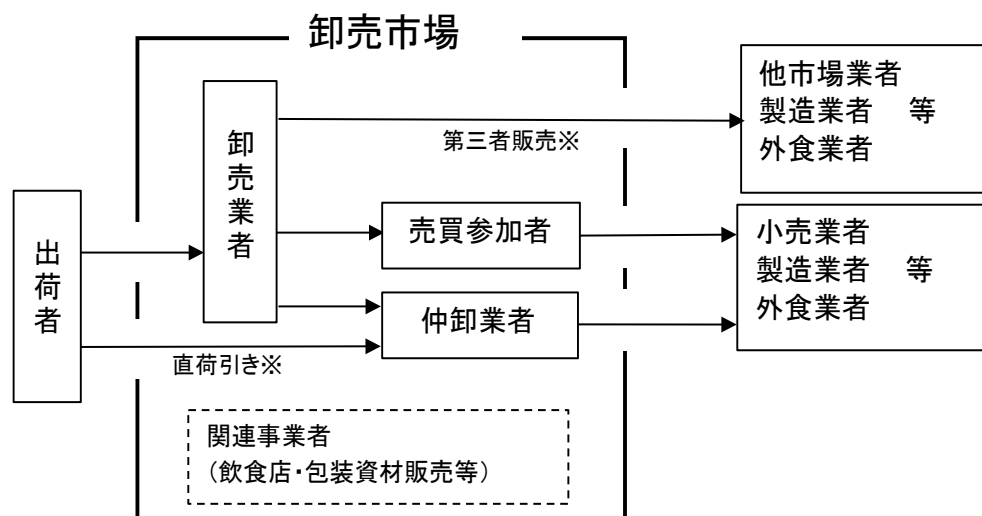 卸売市場
他市場業者
製造業者 等
外食業者
卸売業者
第三者販売※
出荷者
売買参加者
小売業者
製造業者 等
外食業者
仲卸業者
直荷引き※
関連事業者
（飲食店・包装資材販売等）